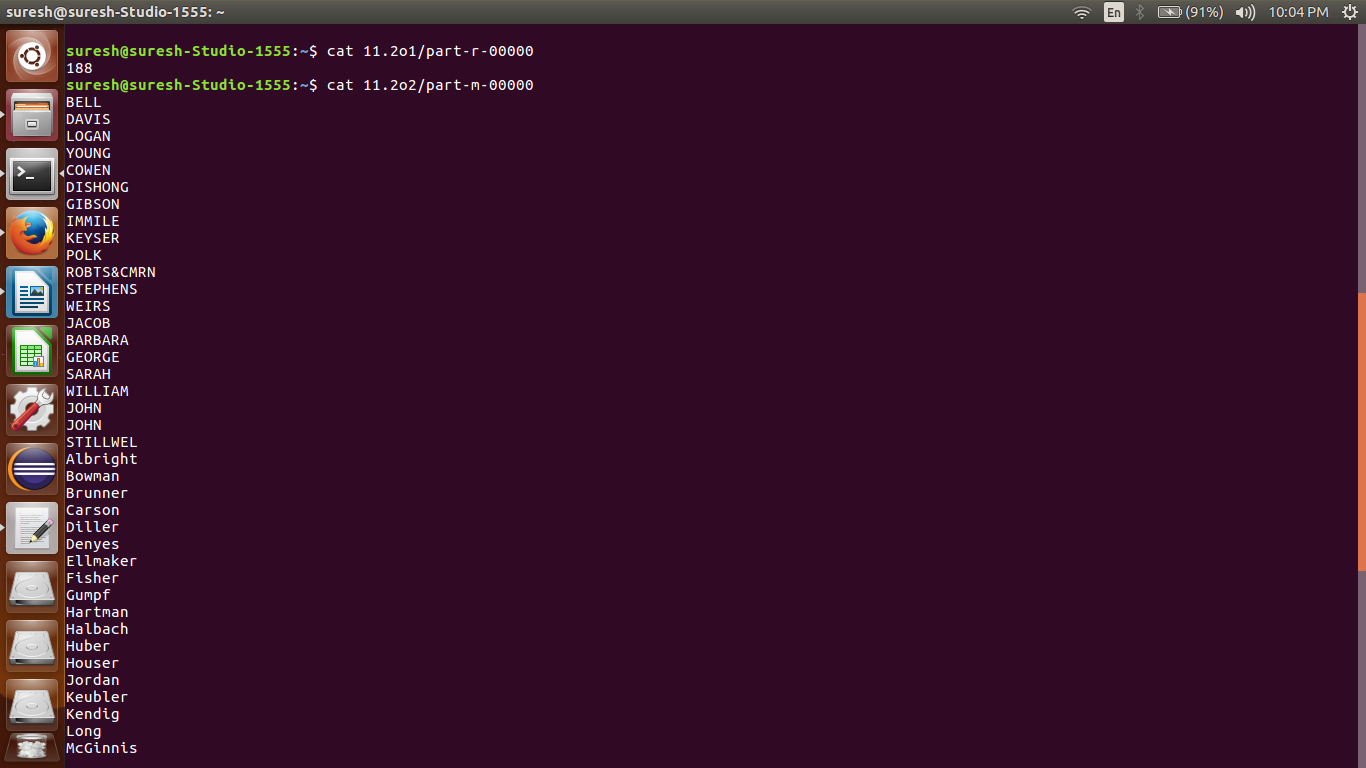 suresh@suresh-Studio-1555: ~
En
(91%)
10:04 PM
suresh@suresh-Studio-1555:~$ cat 11.2o1/part-r-00000
188
suresh@suresh-Studio-1555:~$ cat 11.2o2/part-m-00000
BELL
DAVIS
LOGAN
YOUNG
COWEN
DISHONG
GIBSON
IMMILE
KEYSER
POLK
ROBTS&CMRN
STEPHENS
WEIRS
JACOB
BARBARA
GEORGE
SARAH
WILLIAM
JOHN
JOHN
STILLWEL
Albright
Bowman
Brunner
Carson
Diller
Denyes
Ellmaker
Fisher
Gumpf
Hartman
Halbach
Huber
Houser
Jordan
Keubler
Kendig
Long
McGinnis